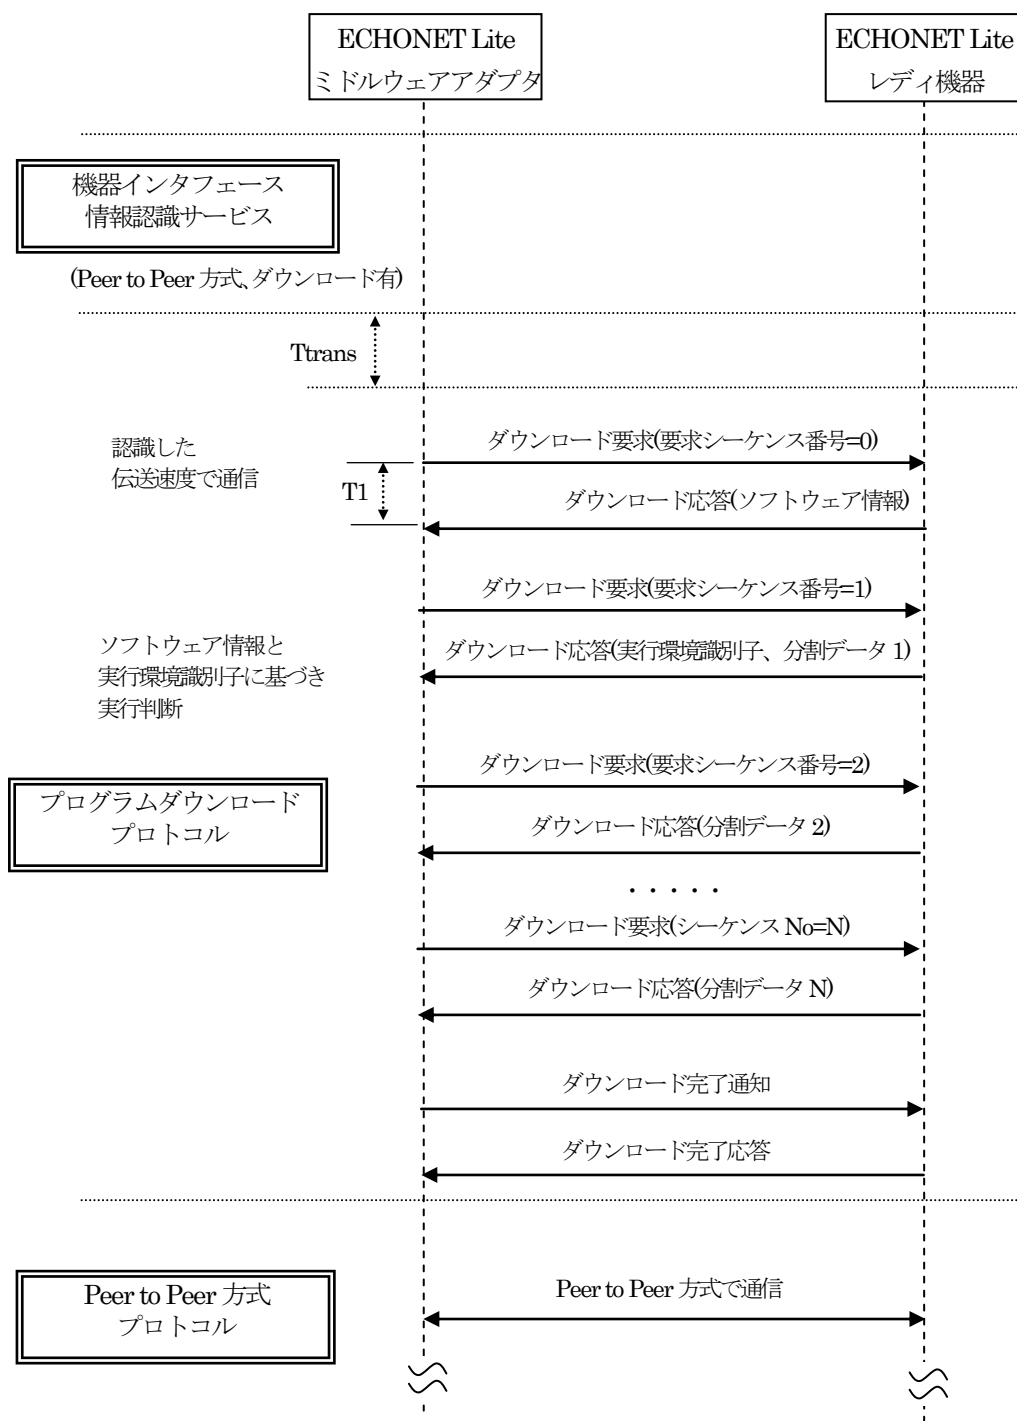 ECHONET Lite
ミドルウェアアダプタ
ECHONET Lite
レディ機器
機器インタフェース
情報認識サービス
(Peer to Peer 方式、ダウンロード有)
Ttrans
認識した
伝送速度で通信
ダウンロード要求(要求シーケンス番号=0)
T1
ダウンロード応答(ソフトウェア情報)
ダウンロード要求(要求シーケンス番号=1)
ソフトウェア情報と
実行環境識別子に基づき
実行判断
ダウンロード応答(実行環境識別子、分割データ 1)
ダウンロード要求(要求シーケンス番号=2)
プログラムダウンロード
プロトコル
ダウンロード応答(分割データ 2)
・・・・・
ダウンロード要求(シーケンス No=N)
ダウンロード応答(分割データ N)
ダウンロード完了通知
ダウンロード完了応答
Peer to Peer 方式
プロトコル
Peer to Peer 方式で通信